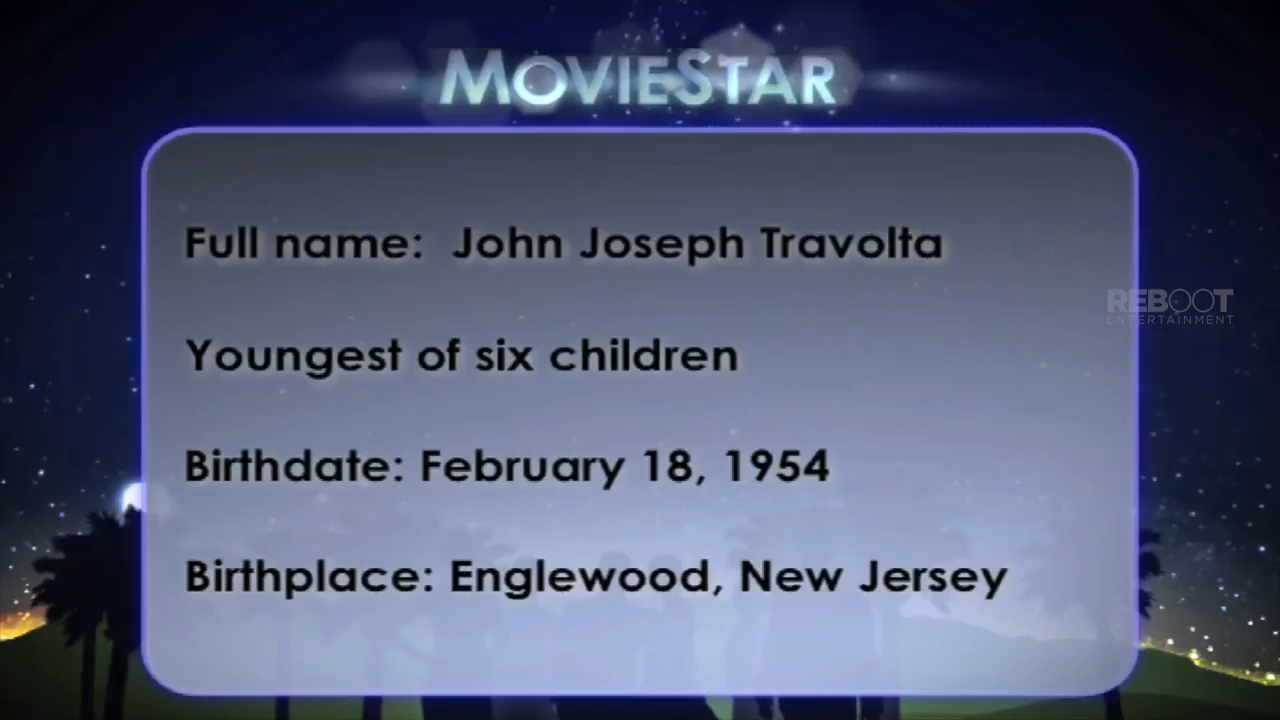 MOVIESTAR
Full name: John Joseph Travolta
REBOOT
ENTERTAINMENT
Youngest of six children
Birthdate: February 18, 1954
Birthplace: Englewood, New Jersey